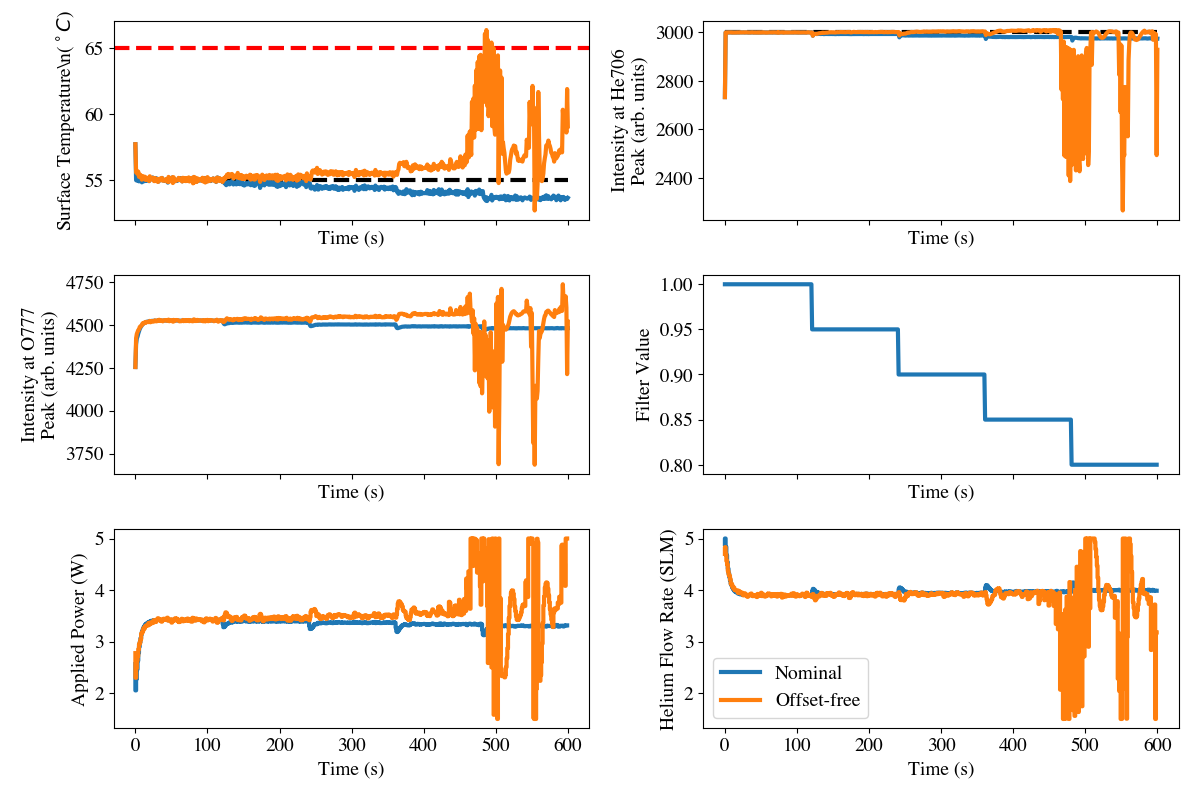 Surface Temperature\n(°C)
65
60
55
Time (s)
Intensity at He706
Peak (arb. units)
3000
2800
2600
2400
Time (s)
Intensity at O777
Peak (arb. units)
4750
4500
4250
4000
3750
Time (s)
Filter Value
1.00
0.95
0.90
0.85
0.80
Time (s)
Applied Power (W)
5
4
3
2
0 100 200 300 400 500 600
Time (s)
Helium Flow Rate (SLM)
5
4
3
2
Nominal
Offset-free
0 100 200 300 400 500 600
Time (s)